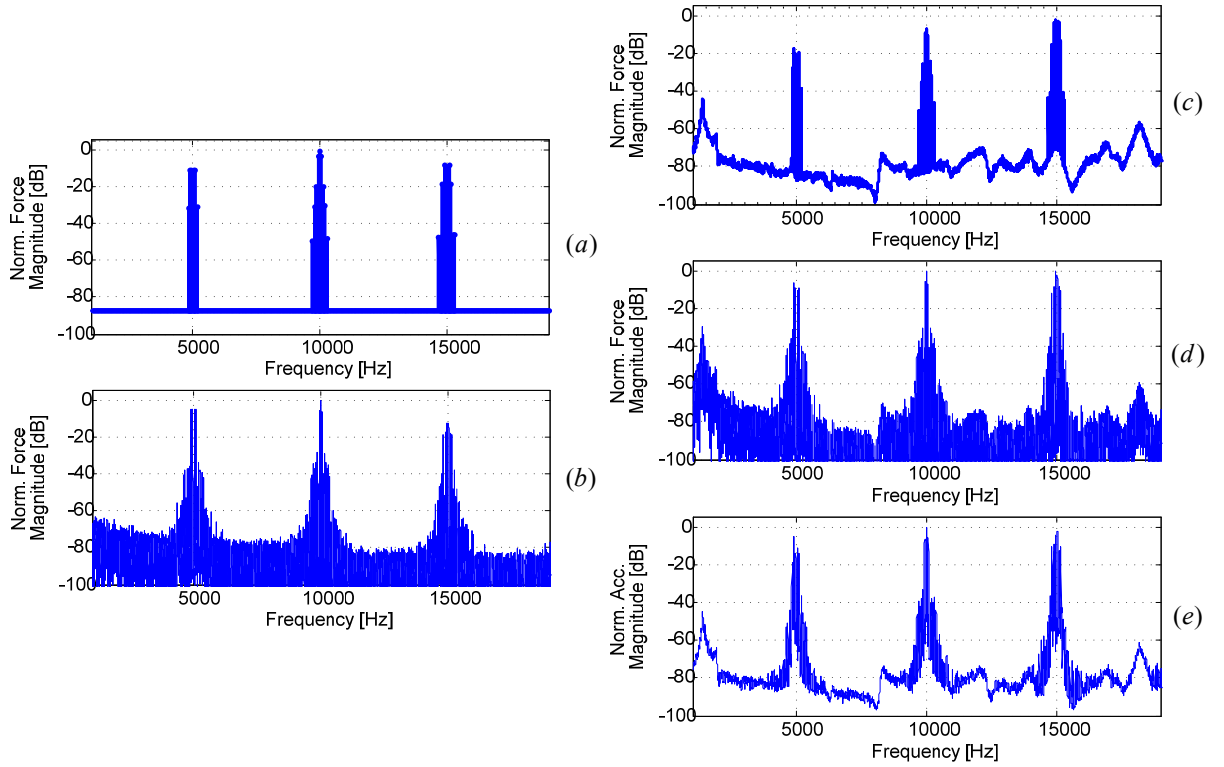 Norm. Force
Magnitude [dB]
0
-20
-40
-60
-80
-100
5000
10000
15000
Frequency [Hz]
(a)
Norm. Force
Magnitude [dB]
0
-20
-40
-60
-80
-100
5000
10000
15000
Frequency [Hz]
(b)
Norm. Force
Magnitude [dB]
0
-20
-40
-60
-80
-100
5000
10000
15000
Frequency [Hz]
(c)
Norm. Force
Magnitude [dB]
0
-20
-40
-60
-80
-100
5000
10000
15000
Frequency [Hz]
(d)
Norm. Acc.
Magnitude [dB]
0
-20
-40
-60
-80
-100
5000
10000
15000
Frequency [Hz]
(e)